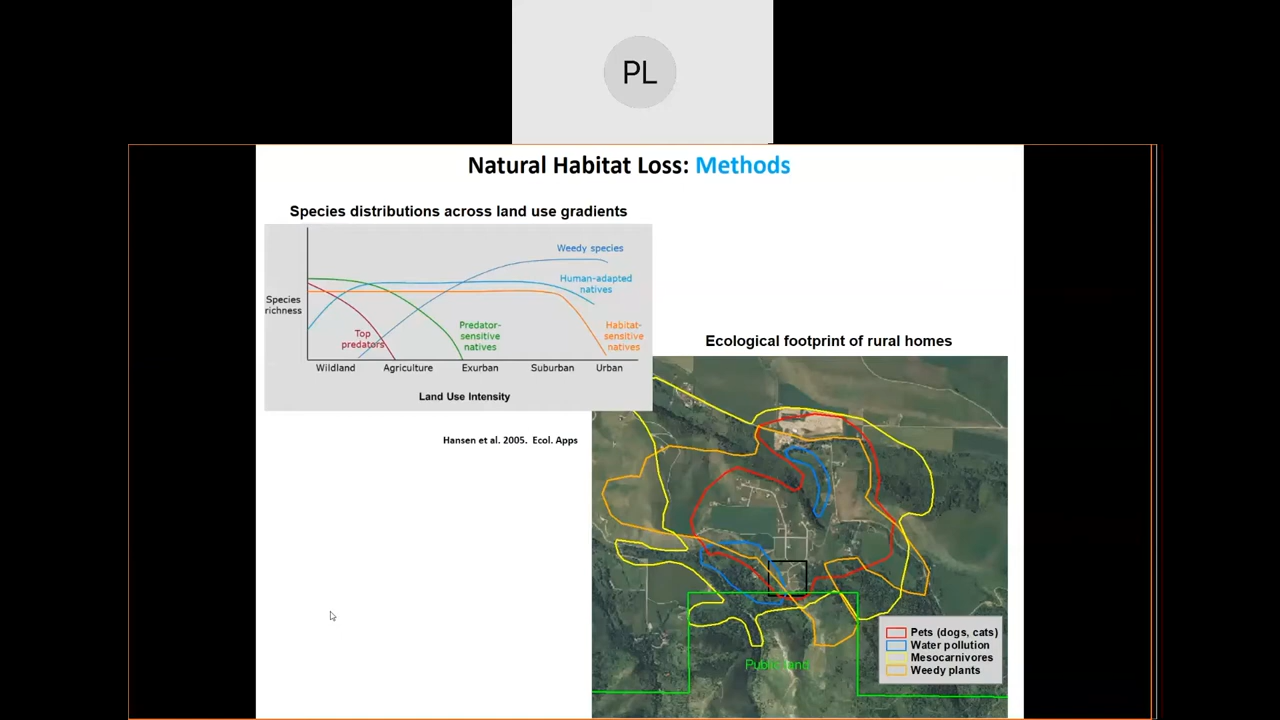 PL
Natural Habitat Loss: Methods
Species distributions across land use gradients
Weedy species
Human-adapted
natives
Species
richness
Top
predators
Predator-
sensitive
natives
Habitat-
sensitive
natives
Wildland
Agriculture
Exurban
Suburban
Urban
Land Use Intensity
Hansen et al. 2005. Ecol. Apps
Ecological footprint of rural homes
Pets (dogs, cats)
Water pollution
Mesocarnivores
Weedy plants
Public land